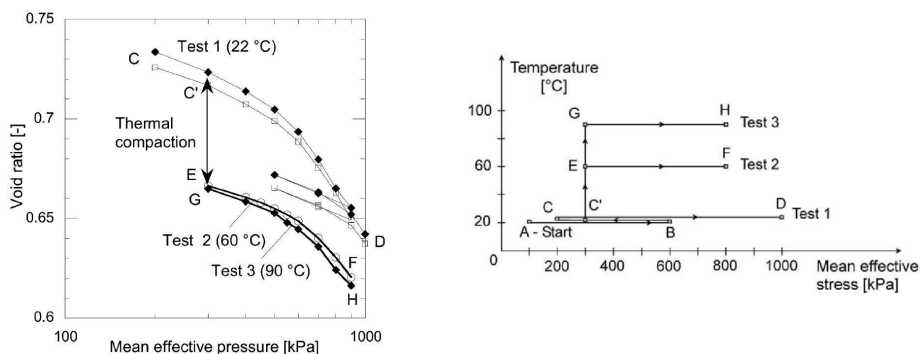 0.75
0.7
0.65
0.6
Void ratio [-]
C
Test 1 (22 °C)
C'
Thermal
compaction
E
G
Test 2 (60 °C)
Test 3 (90 °C)
D
F
H
100
1000
Mean effective pressure [kPa]
Temperature
[°C]
100
60
20
0
G
H
Test 3
E
F
Test 2
C
C'
D
Test 1
A - Start
B
200
400
600
800
1000
Mean effective
stress [kPa]